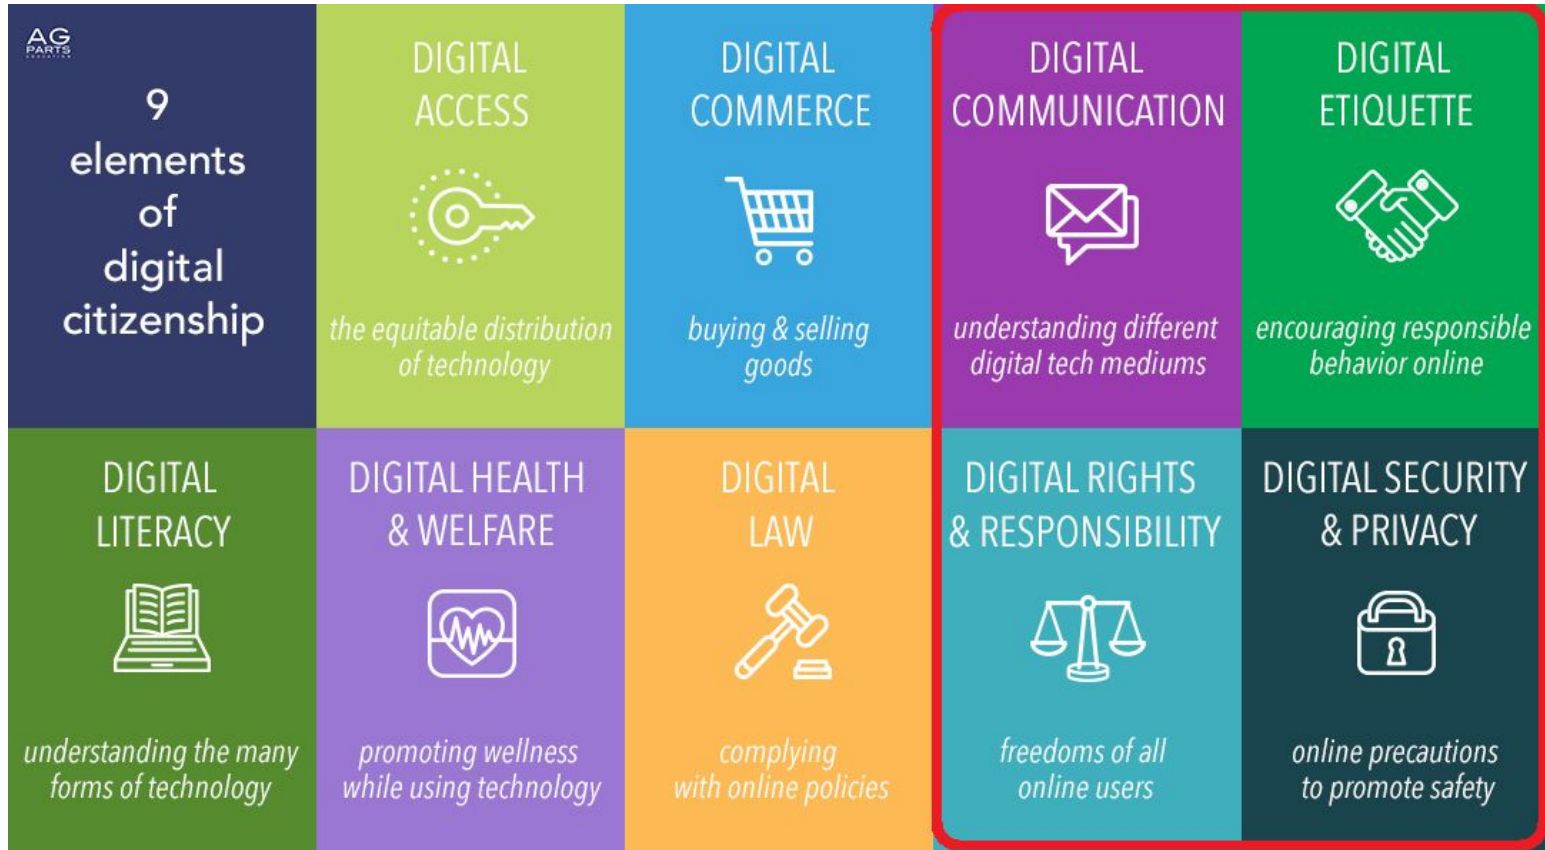 AG
PARTS
EDUCATION
9
elements
of
digital
citizenship
DIGITAL
ACCESS
the equitable distribution
of technology
DIGITAL
COMMERCE
buying & selling
goods
DIGITAL
COMMUNICATION
understanding different
digital tech mediums
DIGITAL
ETIQUETTE
encouraging responsible
behavior online
DIGITAL
LITERACY
understanding the many
forms of technology
DIGITAL HEALTH
& WELFARE
promoting wellness
while using technology
DIGITAL
LAW
complying
with online policies
DIGITAL RIGHTS
& RESPONSIBILITY
freedoms of all
online users
DIGITAL SECURITY
& PRIVACY
online precautions
to promote safety